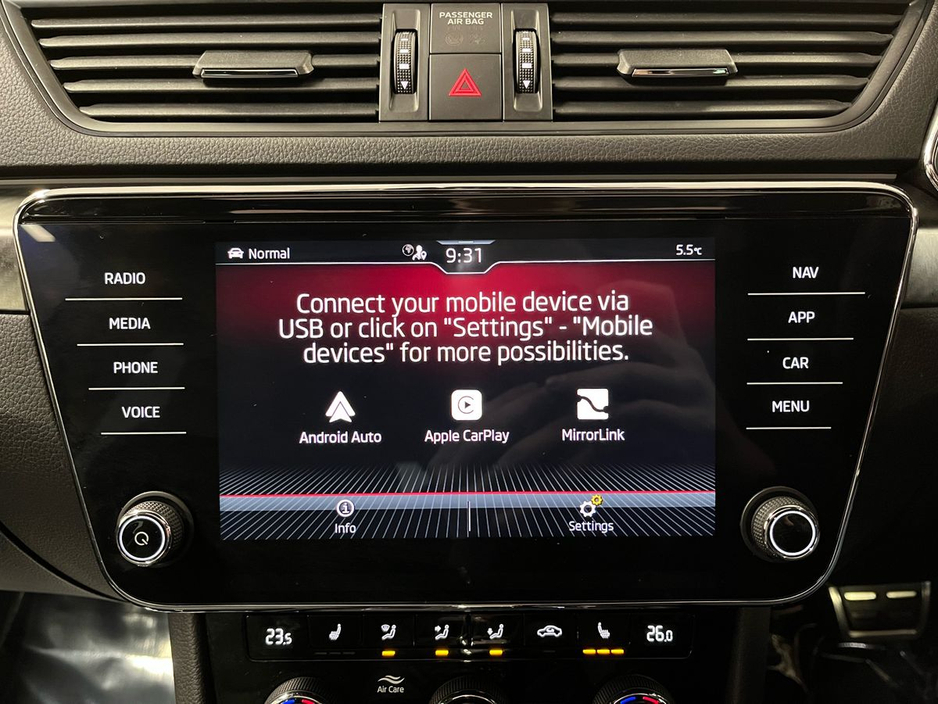 PASSENGER
AIR BAG
Normal
9:31
5.5°C
RADIO
MEDIA
PHONE
VOICE
Connect your mobile device via
USB or click on "Settings" - "Mobile
devices" for more possibilities.
Android Auto
Apple CarPlay
MirrorLink
Info
Settings
NAV
APP
CAR
MENU
23.5
26.0
Air Care